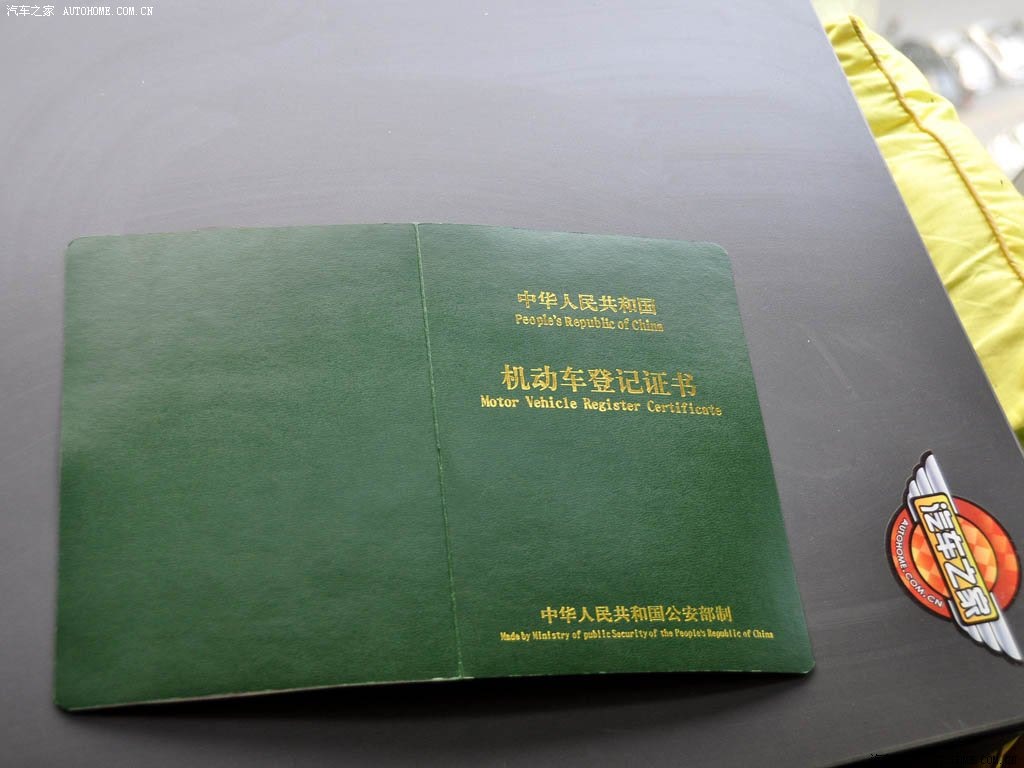 汽车之家 AUTOHOME.COM.CN
中华人民共和国
People's Republic of China
机动车登记证书
Motor Vehicle Register Certificate
中华人民共和国公安部制
Made by Ministry of public Security of the People's Republic of China
汽车之家
AUTOHOME.COM.CN